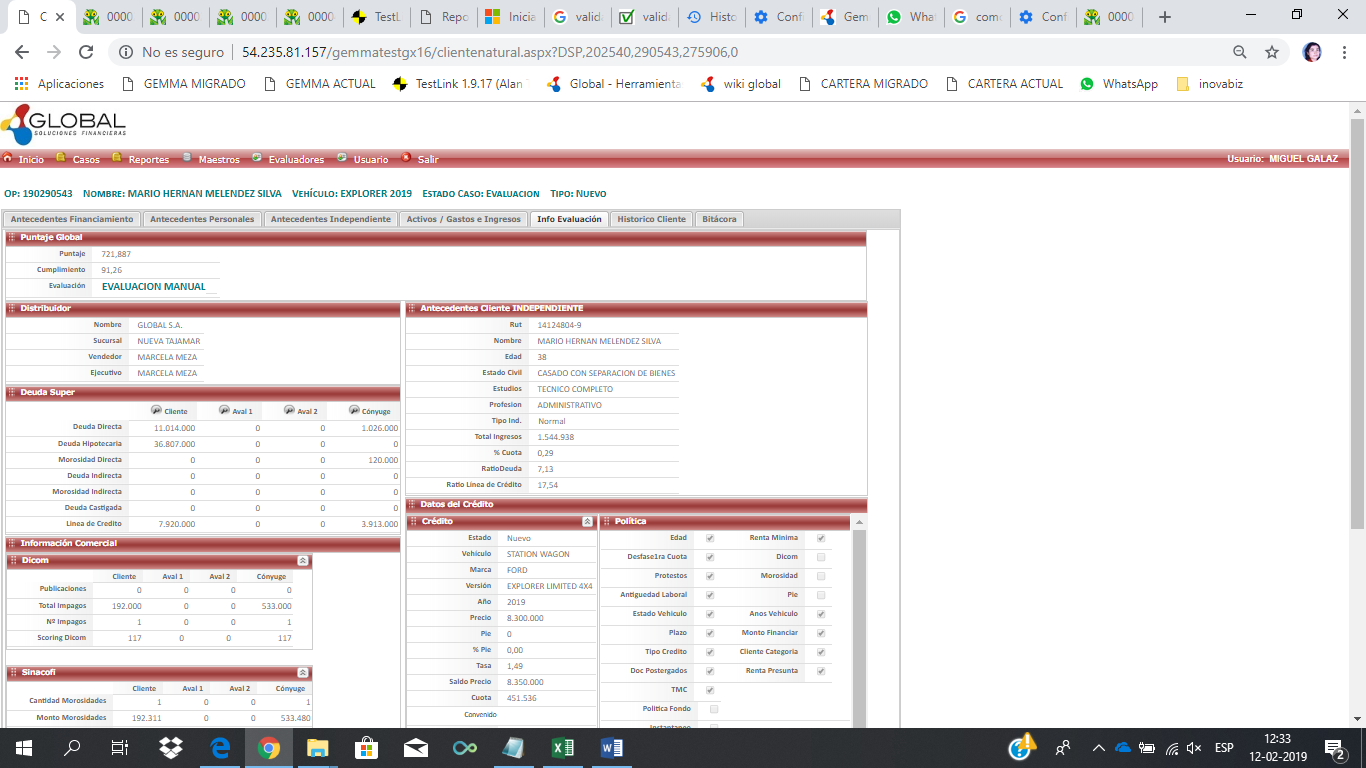 C
0000
0000
0000
0000
TestL
Repo
Inicia
valid
valid
Histo
Conf
Gem
What
com
Conf
0000
No es seguro | 54.235.81.157/gemmatestgx16/clientenatural.aspx?DSP,202540,290543,275906,0
Aplicaciones GEMMA MIGRADO GEMMA ACTUAL TestLink 1.9.17 (Alan Global - Herramienta wiki global CARTERA MIGRADO CARTERA ACTUAL WhatsApp inovabiz
GLOBAL
SOLUCIONES FINANCIERAS
Inicio Casos Reportes Maestros Evaluadores Usuario Salir Usuario: MIGUEL GALAZ
OP: 190290543 NOMBRE: MARIO HERNAN MELENDEZ SILVA VEHÍCULO: EXPLORER 2019 ESTADO CASO: EVALUACION TIPO: NUEVO
Antecedentes Financiamiento Antecedentes Personales Antecedentes Independiente Activos / Gastos e Ingresos Info Evaluación Historico Cliente Bitácora
Puntaje Global
Puntaje 721,887
Cumplimiento 91,26
Evaluación EVALUACION MANUAL
Distribuidor
Nombre GLOBAL S.A.
Sucursal NUEVA TAJAMAR
Vendedor MARCELA MEZA
Ejecutivo MARCELA MEZA
Deuda Super
Cliente Aval 1 Aval 2 Cónyuge
Deuda Directa 11.014.000 0 0 1.026.000
Deuda Hipotecaria 36.807.000 0 0 0
Morosidad Directa 0 0 0 120.000
Deuda Indirecta 0 0 0 0
Morosidad Indirecta 0 0 0 0
Deuda Castigada 0 0 0 0
Linea de Credito 7.920.000 0 0 3.913.000
Información Comercial
Dicom
Cliente Aval 1 Aval 2 Cónyuge
Publicaciones 0 0 0 0
Total Impagos 192.000 0 0 533.000
Nº Impagos 1 0 0 1
Scoring Dicom 117 0 0 117
Sinacofi
Cliente Aval 1 Aval 2 Cónyuge
Cantidad Morosidades 1 0 0 1
Monto Morosidades 192.311 0 0 533.480
Antecedentes Cliente INDEPENDIENTE
Rut 14124804-9
Nombre MARIO HERNAN MELENDEZ SILVA
Edad 38
Estado Civil CASADO CON SEPARACION DE BIENES
Estudios TECNICO COMPLETO
Profesion ADMINISTRATIVO
Tipo Ind. Normal
Total Ingresos 1.544.938
% Cuota 0,29
RatioDeuda 7,13
Ratio Linea de Crédito 17,54
Datos del Crédito
Crédito
Estado Nuevo
Vehiculo STATION WAGON
Marca FORD
Versión EXPLORER LIMITED 4X4
Año 2019
Precio 8.300.000
Pie 0
% Pie 0,00
Tasa 1,49
Saldo Precio 8.350.000
Cuota 451.536
Convenido
Política
Edad Renta Minima
Desfase1ra Cuota Dicom
Protestos Morosidad
Antiguedad Laboral Pie
Estado Vehiculo Anos Vehiculo
Plazo Monto Financiar
Tipo Credito Cliente Categoria
Doc Postergados Renta Presunta
TMC
Politica Fondo
Instantaneo
ESP 12:33
12-02-2019
2